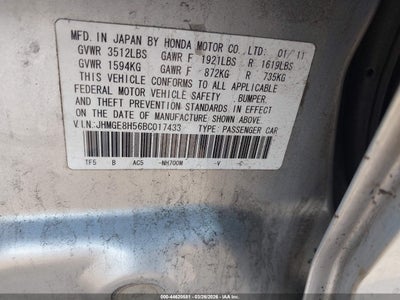 MFD. IN JAPAN BY HONDA MOTOR CO., LTD. 01/11
GVWR 3512LBS GAWR F 1921LBS R 1619LBS
GVWR 1594KG GAWR F 872KG R 735KG
THIS VEHICLE CONFORMS TO ALL APPLICABLE
FEDERAL MOTOR VEHICLE SAFETY, BUMPER,
AND THEFT PREVENTION STANDARDS IN EFFECT
ON THE DATE OF MANUFACTURE SHOWN ABOVE.
V.I.N.:JHMGE8H56BC017433 TYPE: PASSENGER CAR
TF5 B AC5 -NH700M -V -C
000-44620581 - 03/26/2026 - IAA Inc.